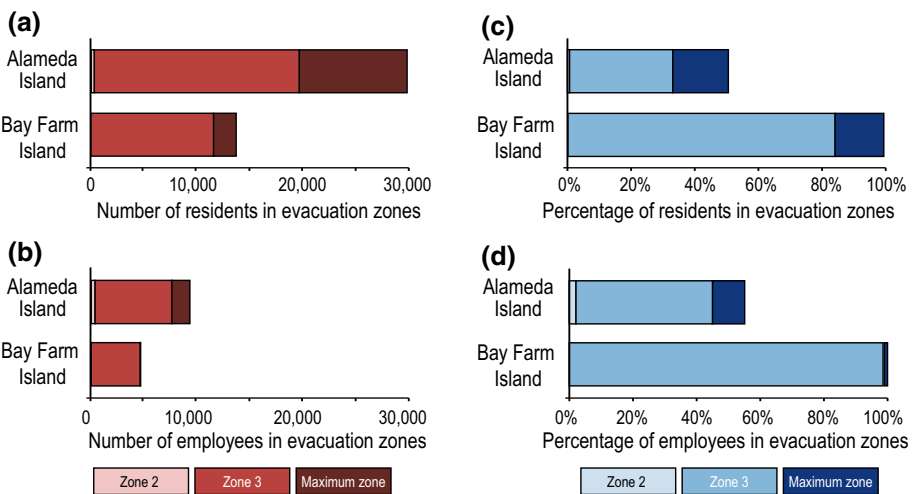 (a)
Alameda
Island
Bay Farm
Island
0 10,000 20,000 30,000
Number of residents in evacuation zones
(c)
Alameda
Island
Bay Farm
Island
0% 20% 40% 60% 80% 100%
Percentage of residents in evacuation zones
(b)
Alameda
Island
Bay Farm
Island
0 10,000 20,000 30,000
Number of employees in evacuation zones
(d)
Alameda
Island
Bay Farm
Island
0% 20% 40% 60% 80% 100%
Percentage of employees in evacuation zones
Zone 2 Zone 3 Maximum zone
Zone 2 Zone 3 Maximum zone